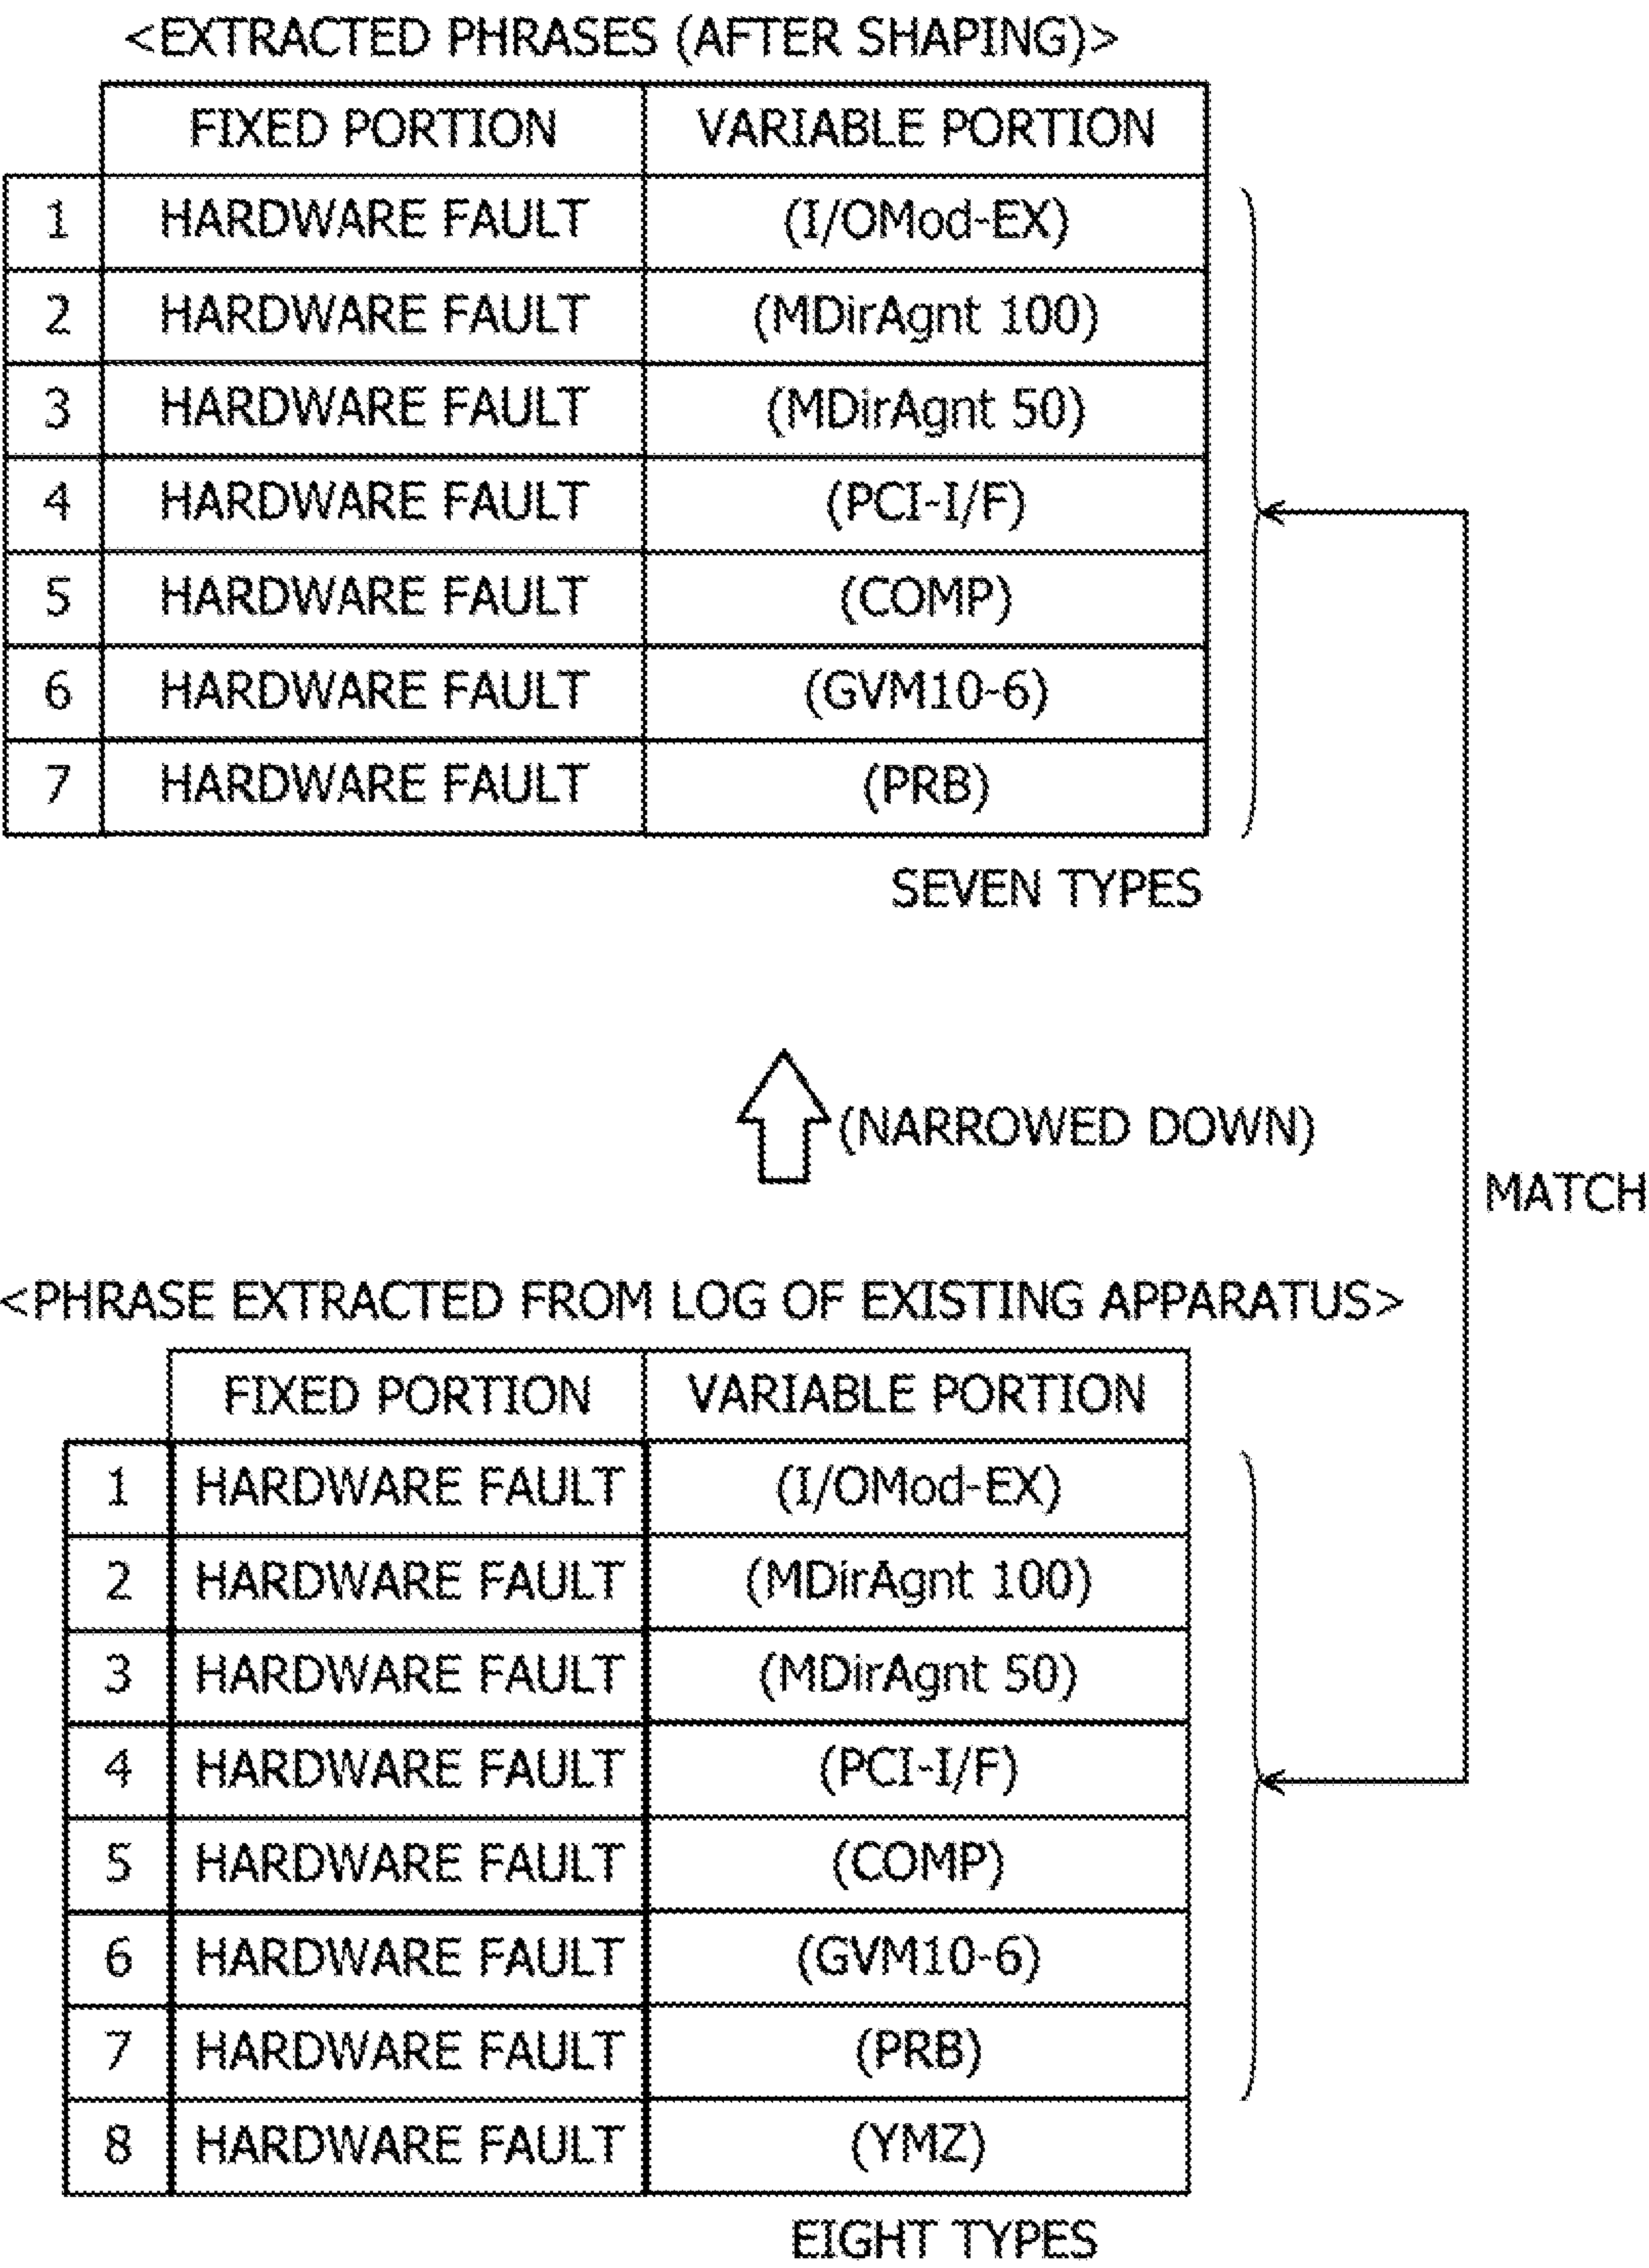 <EXTRACTED PHRASES (AFTER SHAPING)>
FIXED PORTION VARIABLE PORTION
1 HARDWARE FAULT (I/OMod-EX)
2 HARDWARE FAULT (MDirAgnt 100)
3 HARDWARE FAULT (MDirAgnt 50)
4 HARDWARE FAULT (PCI-I/F)
5 HARDWARE FAULT (COMP)
6 HARDWARE FAULT (GVM10-6)
7 HARDWARE FAULT (PRB)
SEVEN TYPES
(NARROWED DOWN)
MATCH
<PHRASE EXTRACTED FROM LOG OF EXISTING APPARATUS>
FIXED PORTION VARIABLE PORTION
1 HARDWARE FAULT (I/OMod-EX)
2 HARDWARE FAULT (MDirAgnt 100)
3 HARDWARE FAULT (MDirAgnt 50)
4 HARDWARE FAULT (PCI-I/F)
5 HARDWARE FAULT (COMP)
6 HARDWARE FAULT (GVM10-6)
7 HARDWARE FAULT (PRB)
8 HARDWARE FAULT (YMZ)
EIGHT TYPES